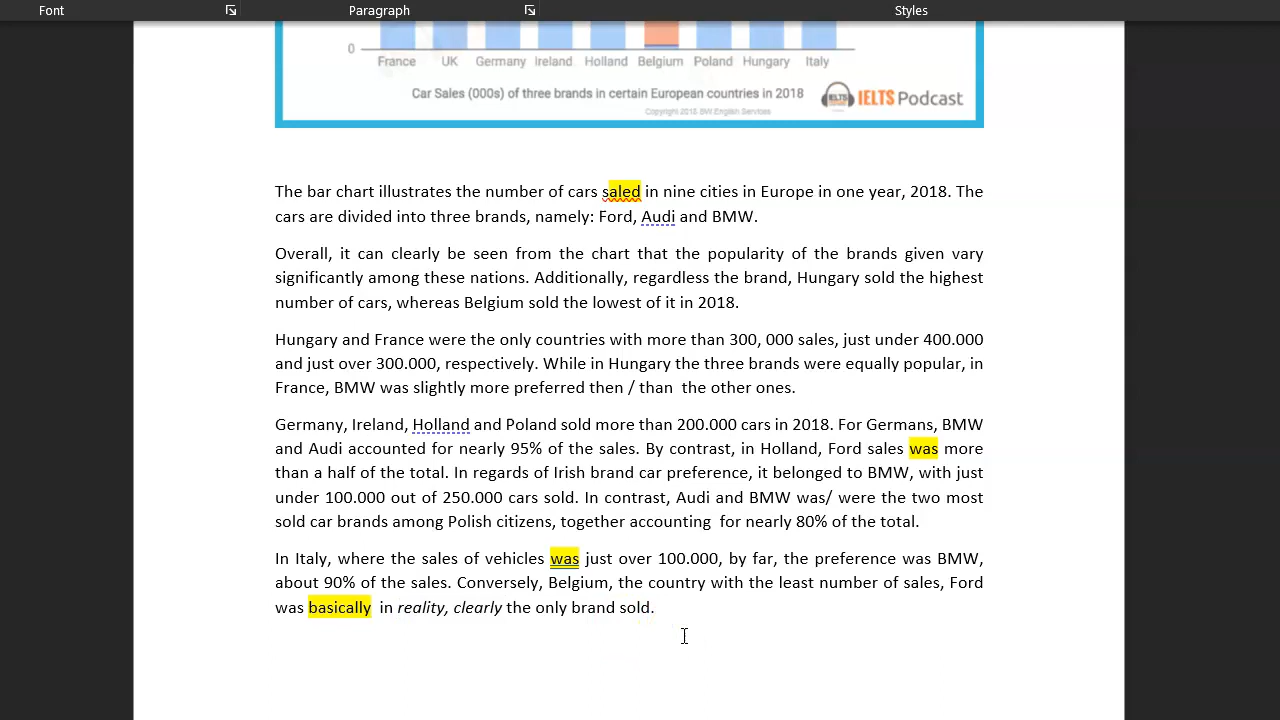 Font Paragraph Styles
0
France UK Germany Ireland Holland Belgium Poland Hungary Italy
Car Sales (000s) of three brands in certain European countries in 2018
IELTS Podcast
Copyright 2018 BW English Services
The bar chart illustrates the number of cars saled in nine cities in Europe in one year, 2018. The
cars are divided into three brands, namely: Ford, Audi and BMW.
Overall, it can clearly be seen from the chart that the popularity of the brands given vary
significantly among these nations. Additionally, regardless the brand, Hungary sold the highest
number of cars, whereas Belgium sold the lowest of it in 2018.
Hungary and France were the only countries with more than 300, 000 sales, just under 400.000
and just over 300.000, respectively. While in Hungary the three brands were equally popular, in
France, BMW was slightly more preferred then / than  the other ones.
Germany, Ireland, Holland and Poland sold more than 200.000 cars in 2018. For Germans, BMW
and Audi accounted for nearly 95% of the sales. By contrast, in Holland, Ford sales was more
than a half of the total. In regards of Irish brand car preference, it belonged to BMW, with just
under 100.000 out of 250.000 cars sold. In contrast, Audi and BMW was/ were the two most
sold car brands among Polish citizens, together accounting  for nearly 80% of the total.
In Italy, where the sales of vehicles was just over 100.000, by far, the preference was BMW,
about 90% of the sales. Conversely, Belgium, the country with the least number of sales, Ford
was basically  in reality, clearly the only brand sold.